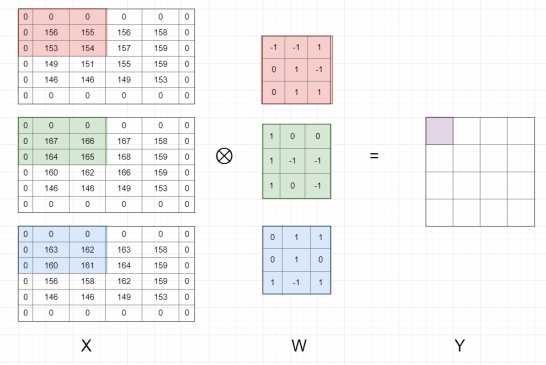 0 0 0 0 0 0
0 156 155 156 158 0
0 153 154 157 159 0
0 149 151 155 159 0
0 146 146 149 153 0
0 0 0 0 0 0
-1 -1 1
0 1 -1
0 1 1
0 0 0 0 0 0
0 167 166 167 158 0
0 164 165 168 159 0
0 160 162 166 159 0
0 146 146 149 153 0
0 0 0 0 0 0
⊗
1 0 0
1 -1 -1
1 0 -1
=
0 0 0 0 0 0
0 163 162 163 158 0
0 160 161 164 159 0
0 156 158 162 159 0
0 146 146 149 153 0
0 0 0 0 0 0
0 1 1
0 1 0
1 -1 1
X W Y